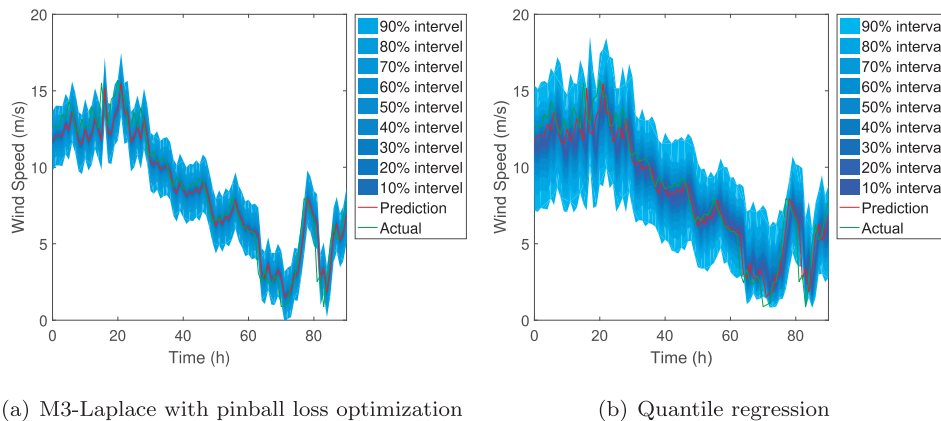 20
15
10
5
0
0 20 40 60 80
Wind Speed (m/s)
Time (h)
90% intervel
80% intervel
70% intervel
60% intervel
50% intervel
40% intervel
30% intervel
20% intervel
10% intervel
Prediction
Actual
(a) M3-Laplace with pinball loss optimization
20
15
10
5
0
0 20 40 60 80
Wind Speed (m/s)
Time (h)
90% interva
80% interva
70% interva
60% interva
50% interva
40% interva
30% interva
20% interva
10% interva
Prediction
Actual
(b) Quantile regression